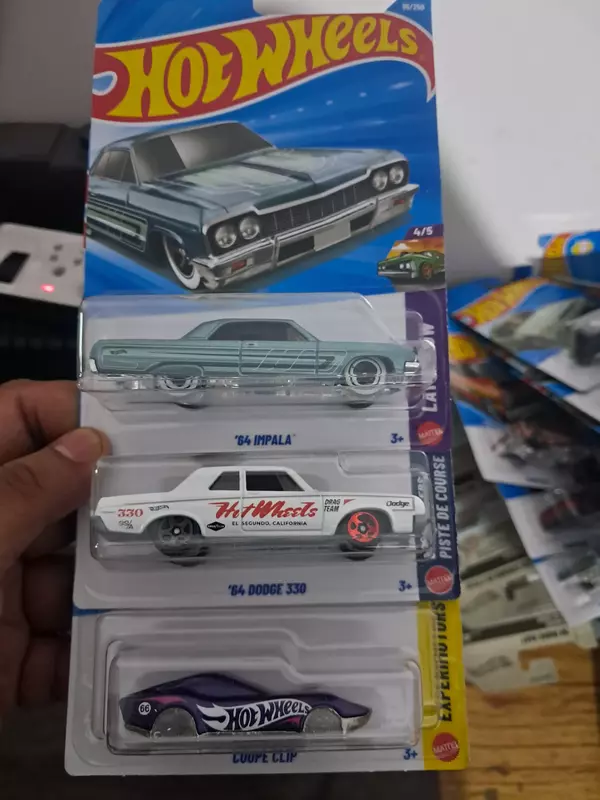 HOT WHEELS
4/5
'64 IMPALA
3+
MATTEL
330
Hot Wheels
EL SEGUNDO, CALIFORNIA
DRAG
TEAM
Dodge
PISTE DE COURSE
'64 DODGE 330
3+
MATTEL
66
HOT WHEELS
EXPERIMOTORS
COUPE CLIP
3+
MATTEL